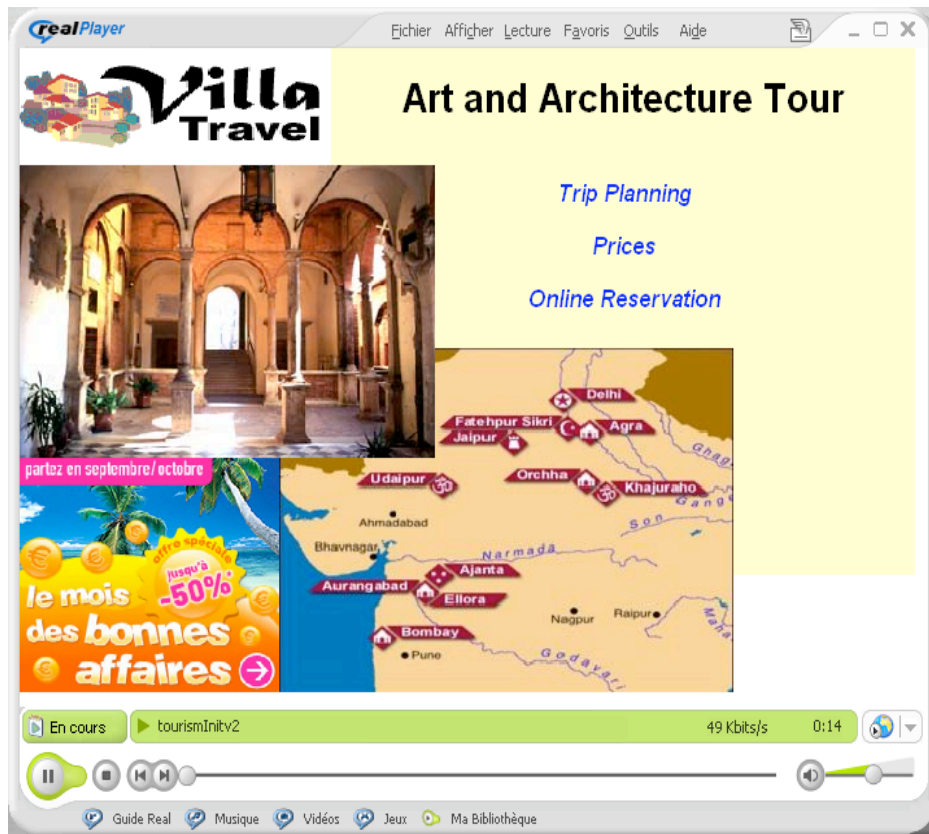 realPlayer
Fichier Afficher Lecture Favoris Outils Aide
Villa
Travel
Art and Architecture Tour
Trip Planning
Prices
Online Reservation
Delhi
Fatehpur Sikri
Agra
Jaipur
Udaipur
Orchha
Khajuraho
Ahmadabad
Son
Bhavnagar
Narmada
Ajanta
Aurangabad
Ellora
Nagpur
Raipur
Bombay
Pune
Godavari
partez en septembre/octobre
offre spéciale
jusqu'à
-50%*
le mois
des bonnes
affaires
En cours
tourismInitv2
49 Kbits/s
0:14
Guide Real Musique Vidéos Jeux Ma Bibliothèque